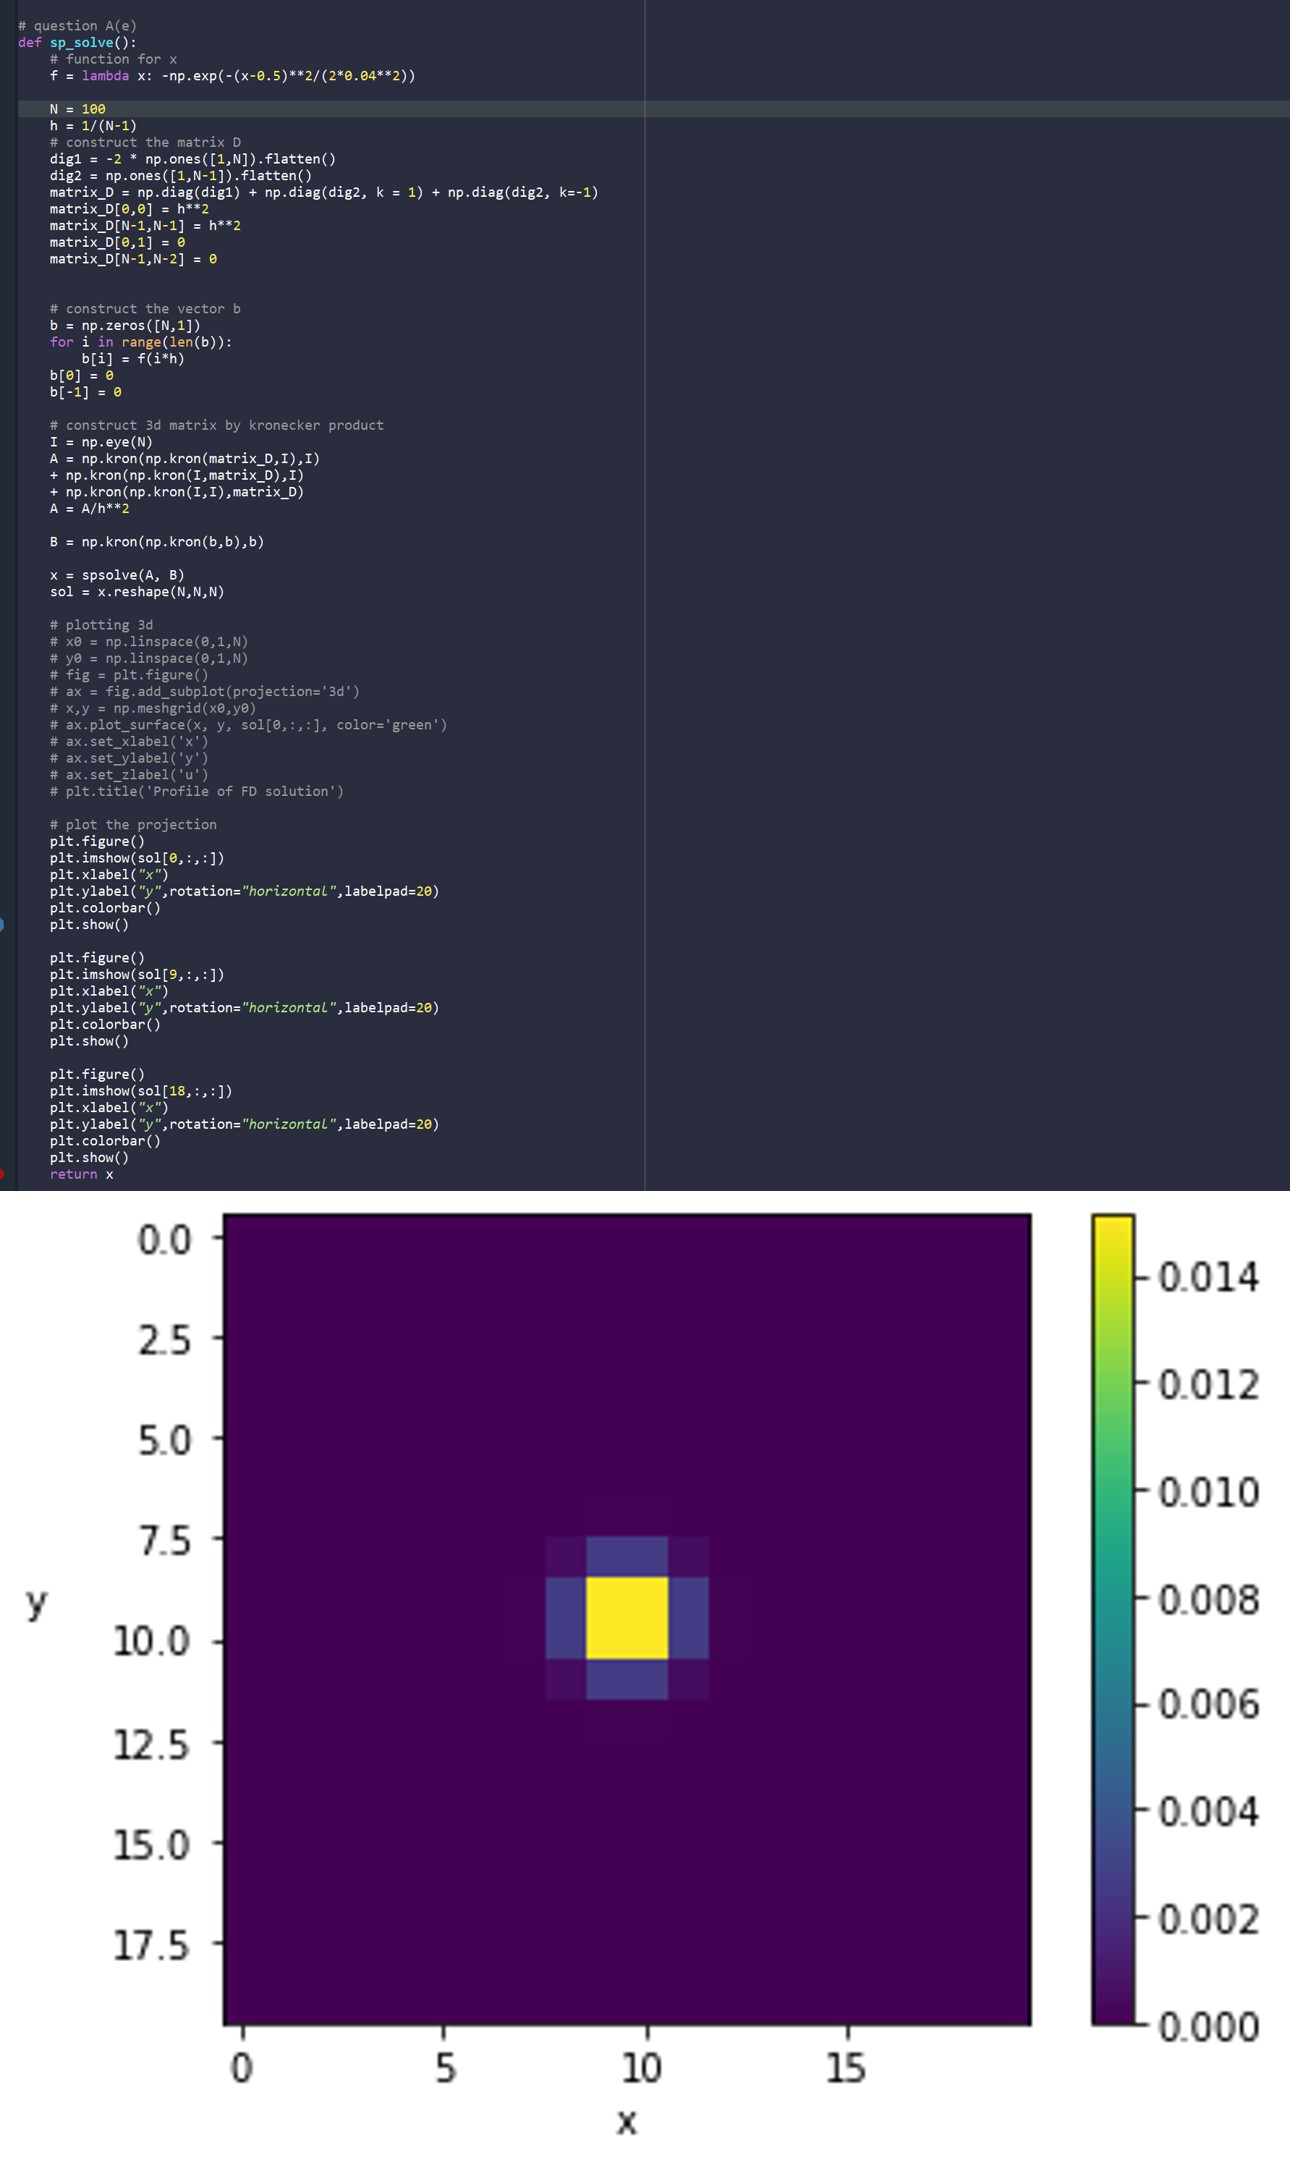 # question A(e)
def sp_solve():
    # function for x
    f = lambda x: -np.exp(-(x-0.5)**2/(2*0.04**2))

    N = 100
    h = 1/(N-1)
    # construct the matrix D
    dig1 = -2 * np.ones([1,N]).flatten()
    dig2 = np.ones([1,N-1]).flatten()
    matrix_D = np.diag(dig1) + np.diag(dig2, k = 1) + np.diag(dig2, k=-1)
    matrix_D[0,0] = h**2
    matrix_D[N-1,N-1] = h**2
    matrix_D[0,1] = 0
    matrix_D[N-1,N-2] = 0


    # construct the vector b
    b = np.zeros([N,1])
    for i in range(len(b)):
        b[i] = f(i*h)
    b[0] = 0
    b[-1] = 0

    # construct 3d matrix by kronecker product
    I = np.eye(N)
    A = np.kron(np.kron(matrix_D,I),I)
    + np.kron(np.kron(I,matrix_D),I)
    + np.kron(np.kron(I,I),matrix_D)
    A = A/h**2

    B = np.kron(np.kron(b,b),b)

    x = spsolve(A, B)
    sol = x.reshape(N,N,N)

    # plotting 3d
    # x0 = np.linspace(0,1,N)
    # y0 = np.linspace(0,1,N)
    # fig = plt.figure()
    # ax = fig.add_subplot(projection='3d')
    # x,y = np.meshgrid(x0,y0)
    # ax.plot_surface(x, y, sol[0,:,:], color='green')
    # ax.set_xlabel('x')
    # ax.set_ylabel('y')
    # ax.set_zlabel('u')
    # plt.title('Profile of FD solution')

    # plot the projection
    plt.figure()
    plt.imshow(sol[0,:,:])
    plt.xlabel("x")
    plt.ylabel("y",rotation="horizontal",labelpad=20)
    plt.colorbar()
    plt.show()

    plt.figure()
    plt.imshow(sol[9,:,:])
    plt.xlabel("x")
    plt.ylabel("y",rotation="horizontal",labelpad=20)
    plt.colorbar()
    plt.show()

    plt.figure()
    plt.imshow(sol[18,:,:])
    plt.xlabel("x")
    plt.ylabel("y",rotation="horizontal",labelpad=20)
    plt.colorbar()
    plt.show()
    return x
0.0
2.5
5.0
7.5
10.0
12.5
15.0
17.5
y
0 5 10 15
x
0.014
0.012
0.010
0.008
0.006
0.004
0.002
0.000